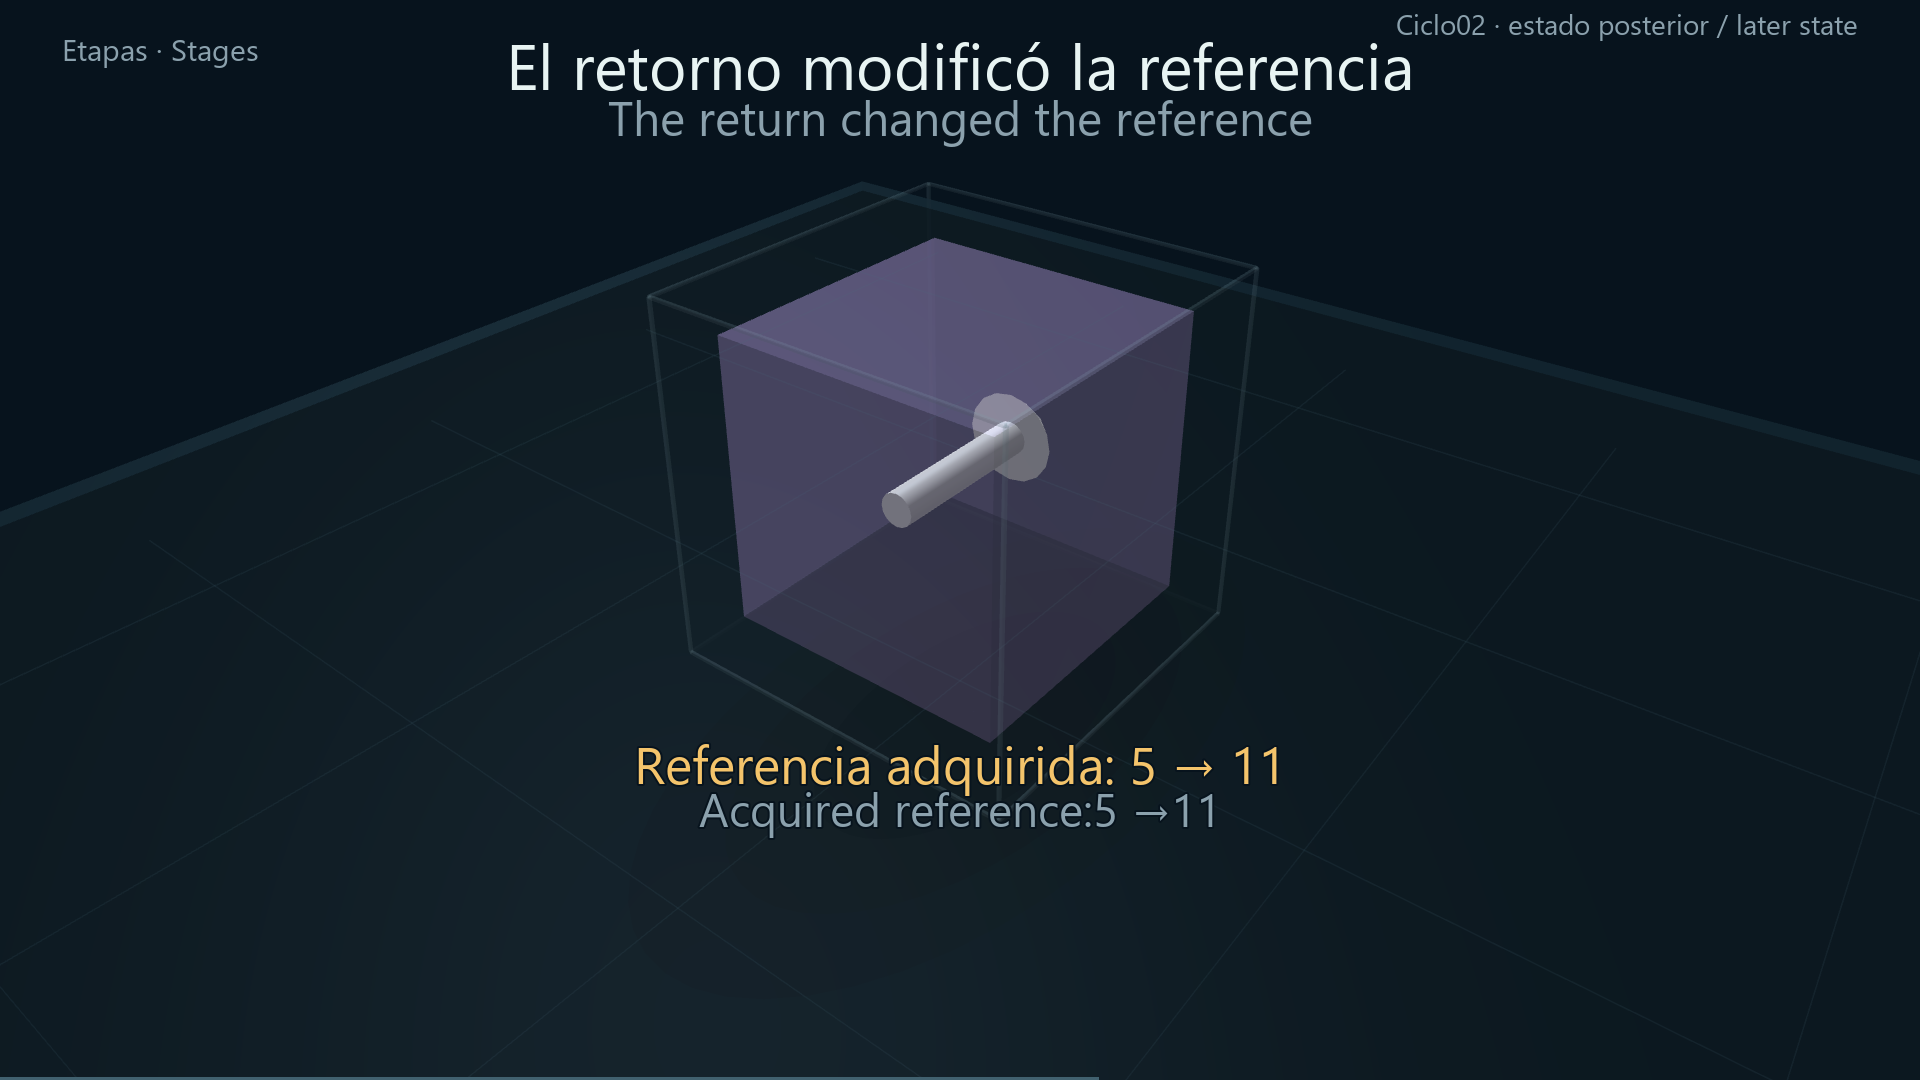 Etapas · Stages
Ciclo02 · estado posterior / later state
El retorno modificó la referencia
The return changed the reference
Referencia adquirida: 5 → 11
Acquired reference:5 →11